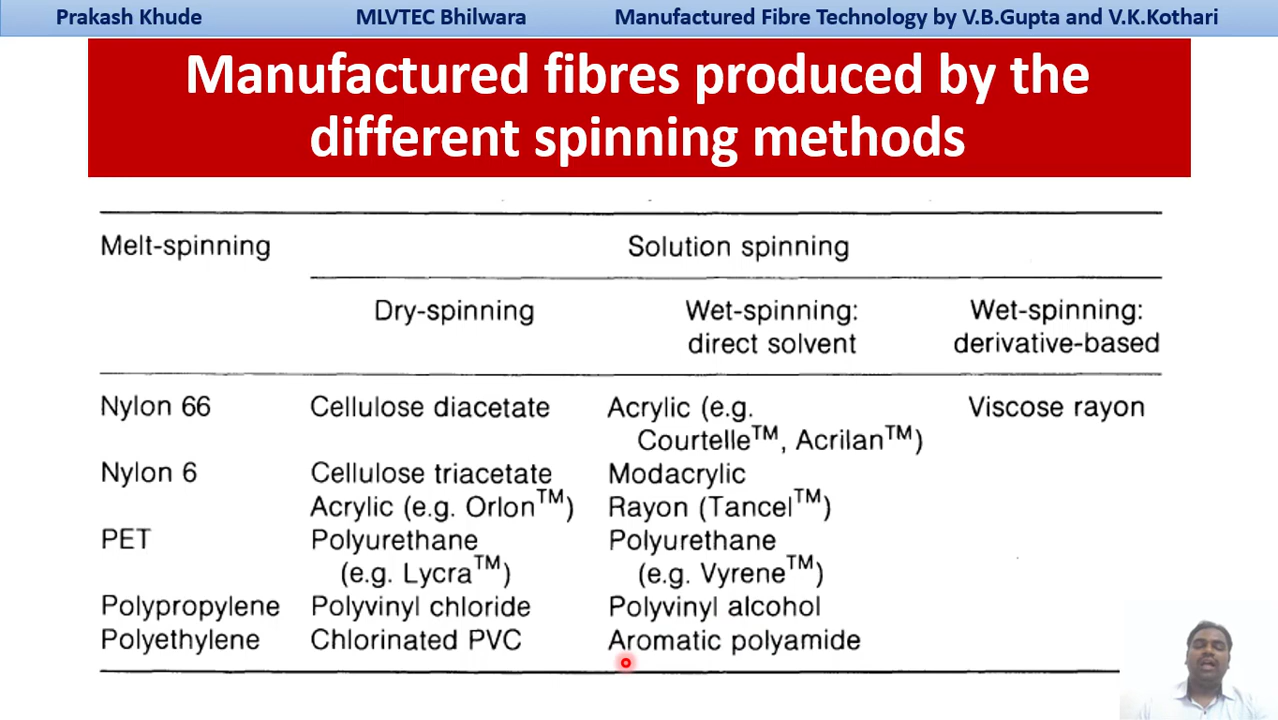 Prakash Khude MLVTEC Bhilwara Manufactured Fibre Technology by V.B.Gupta and V.K.Kothari
Manufactured fibres produced by the
different spinning methods
Melt-spinning Solution spinning
Dry-spinning Wet-spinning: Wet-spinning:
direct solvent derivative-based
Nylon 66 Cellulose diacetate Acrylic (e.g. Viscose rayon
Courtelle™, Acrilan™)
Nylon 6 Cellulose triacetate Modacrylic
Acrylic (e.g. Orlon™) Rayon (Tancel™)
PET Polyurethane Polyurethane
(e.g. Lycra™) (e.g. Vyrene™)
Polypropylene Polyvinyl chloride Polyvinyl alcohol
Polyethylene Chlorinated PVC Aromatic polyamide